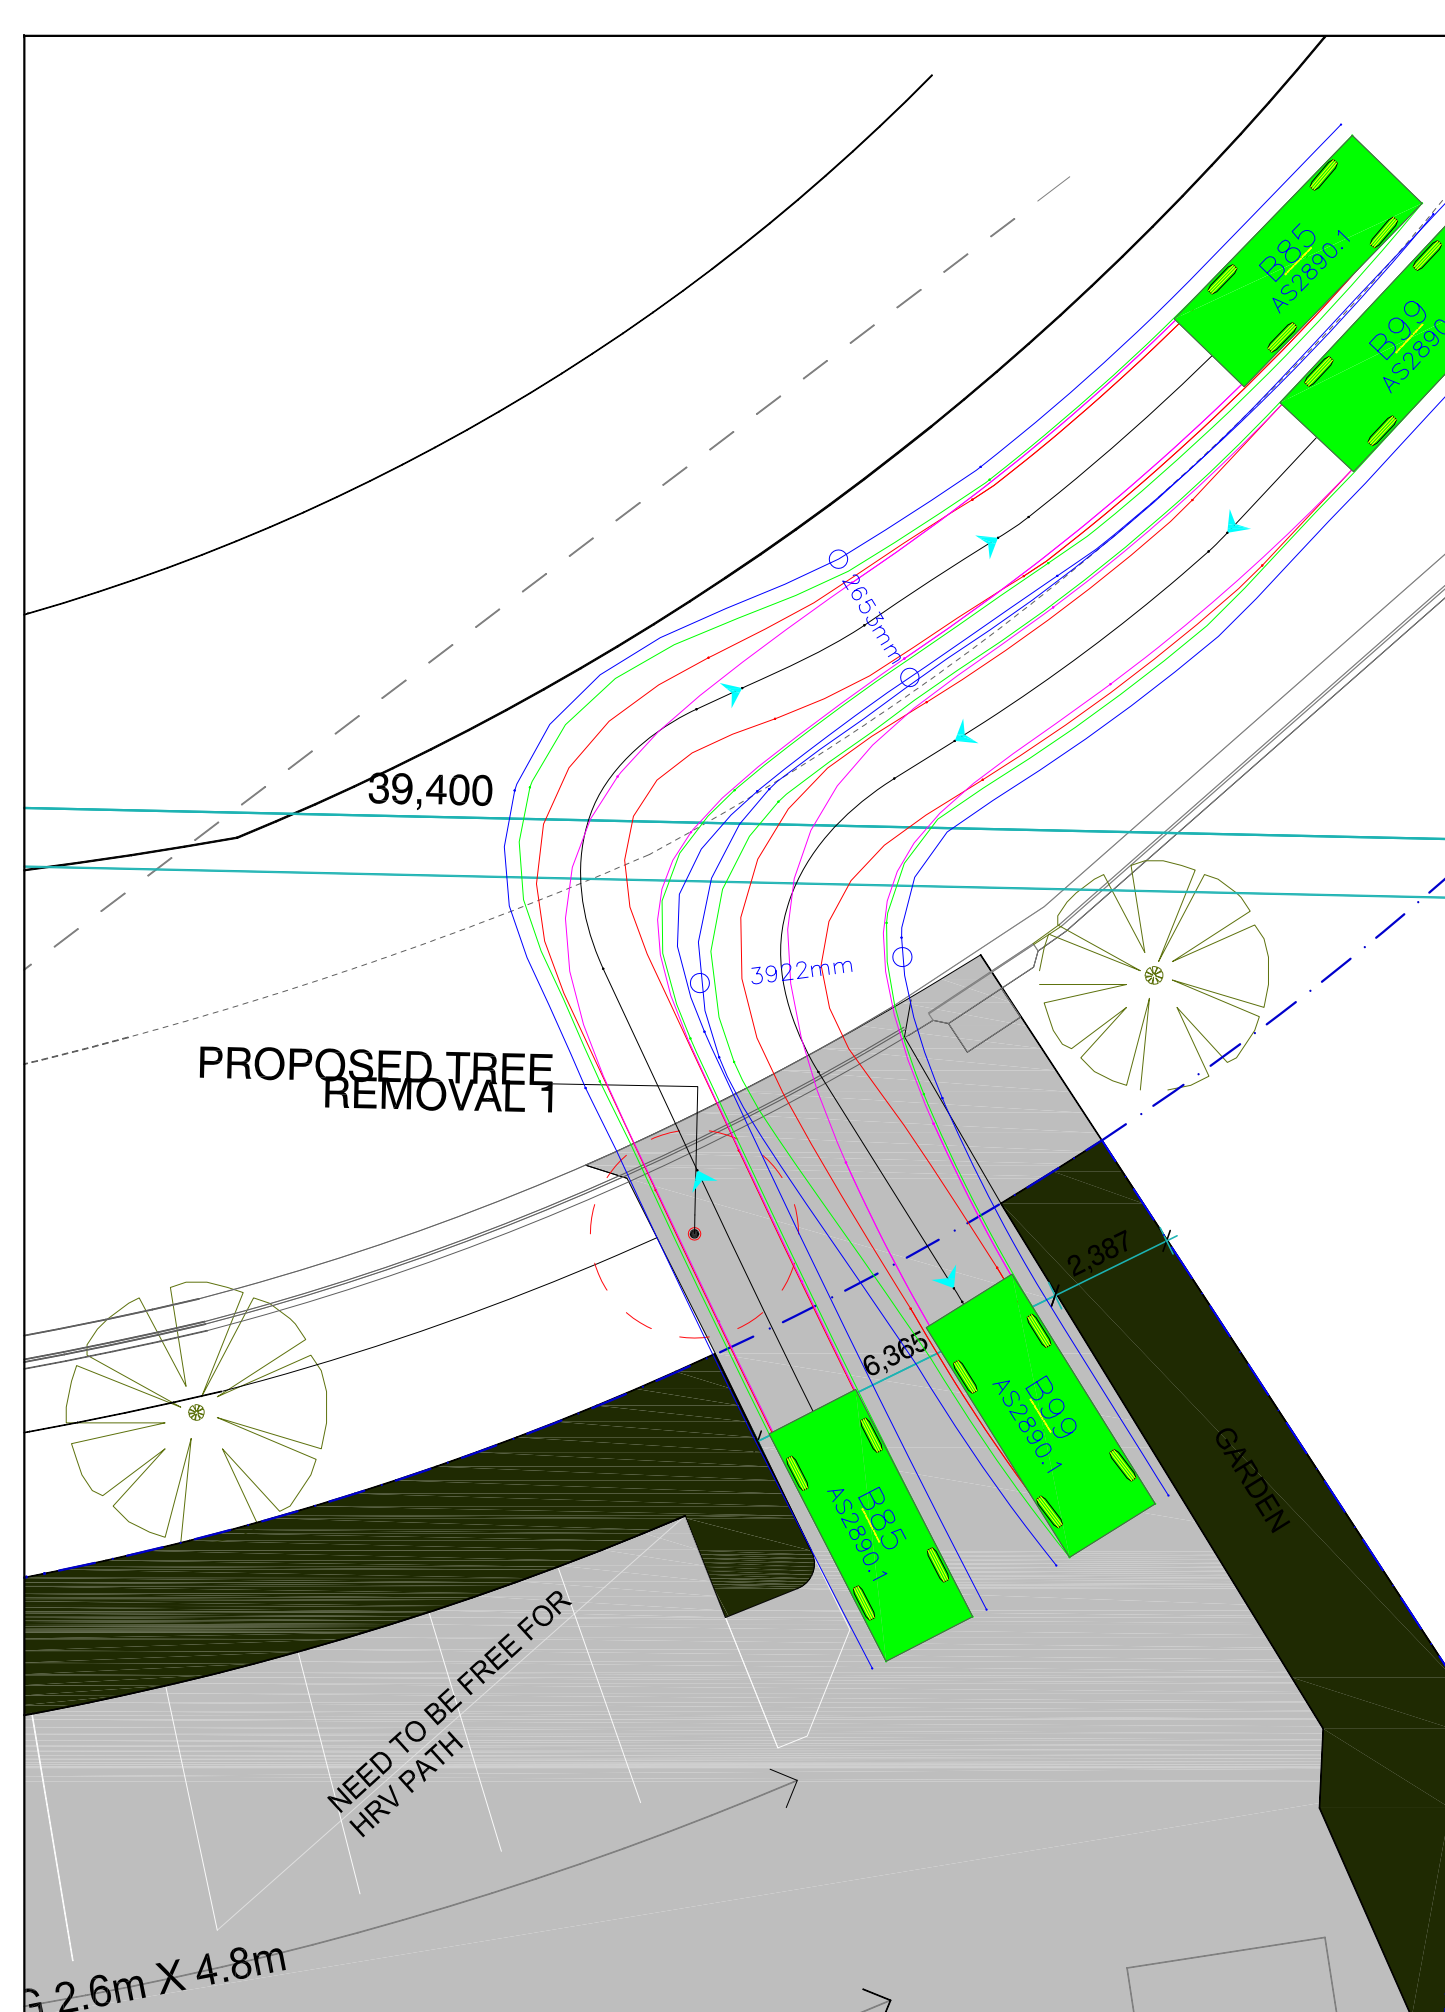 B85
AS2890.1
B99
AS2890
2653mm
39,400
3922mm
PROPOSED TREE
REMOVAL 1
2,387
6,365
B99
AS2890.1
B85
AS2890.1
GARDEN
NEED TO BE FREE FOR
HRV PATH
2.6m X 4.8m